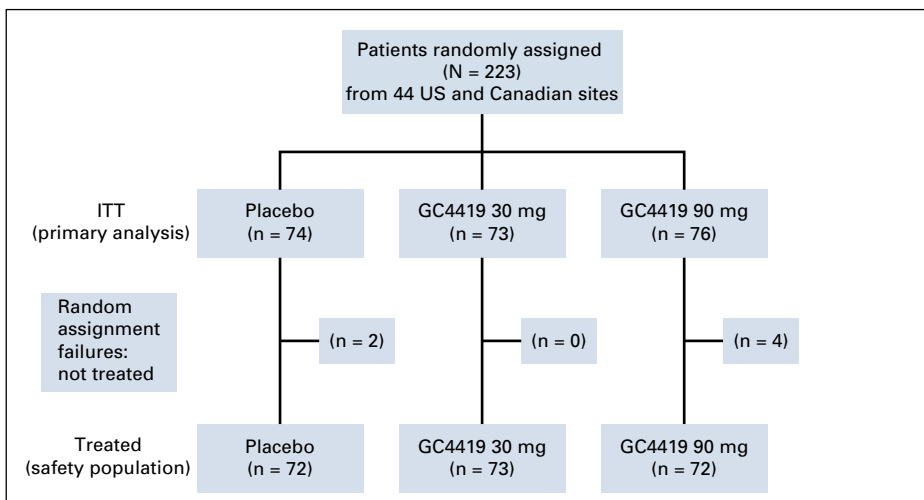 Patients randomly assigned
(N = 223)
from 44 US and Canadian sites
ITT
(primary analysis)
Placebo
(n = 74)
GC4419 30 mg
(n = 73)
GC4419 90 mg
(n = 76)
Random
assignment
failures:
not treated
(n = 2)
(n = 0)
(n = 4)
Treated
(safety population)
Placebo
(n = 72)
GC4419 30 mg
(n = 73)
GC4419 90 mg
(n = 72)